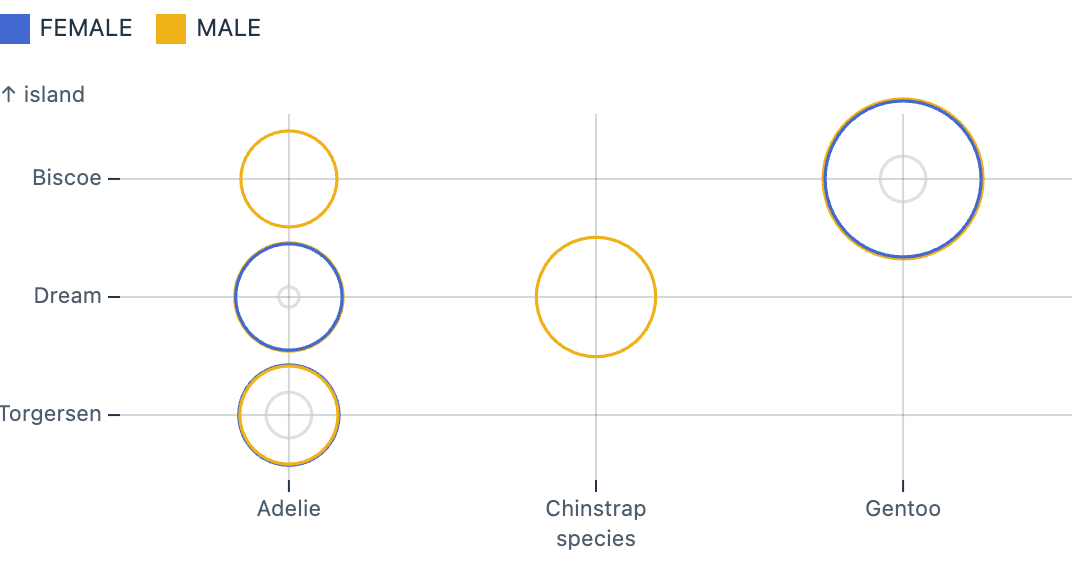 FEMALE MALE
↑ island
Biscoe
Dream
Torgersen
Adelie Chinstrap Gentoo
species